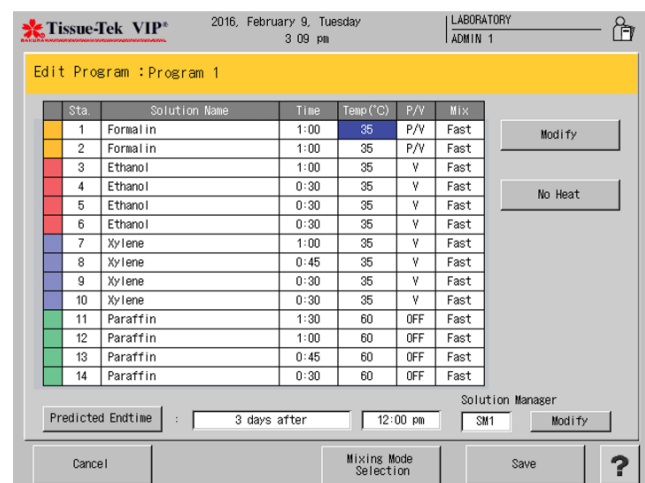 Tissue-Tek VIP®
SAKURA
2016, February 9, Tuesday
3 09 pm
LABORATORY
ADMIN 1
Edit Program : Program 1
Sta. Solution Name Time Temp(°C) P/V Mix
1 Formalin 1:00 35 P/V Fast
2 Formalin 1:00 35 P/V Fast
3 Ethanol 1:00 35 V Fast
4 Ethanol 0:30 35 V Fast
5 Ethanol 0:30 35 V Fast
6 Ethanol 0:30 35 V Fast
7 Xylene 1:00 35 V Fast
8 Xylene 0:45 35 V Fast
9 Xylene 0:30 35 V Fast
10 Xylene 0:30 35 V Fast
11 Paraffin 1:30 60 OFF Fast
12 Paraffin 1:00 60 OFF Fast
13 Paraffin 0:45 60 OFF Fast
14 Paraffin 0:30 60 OFF Fast
Modify
No Heat
Solution Manager
Predicted Endtime : 3 days after 12:00 pm SM1 Modify
Cancel
Mixing Mode
Selection
Save
?